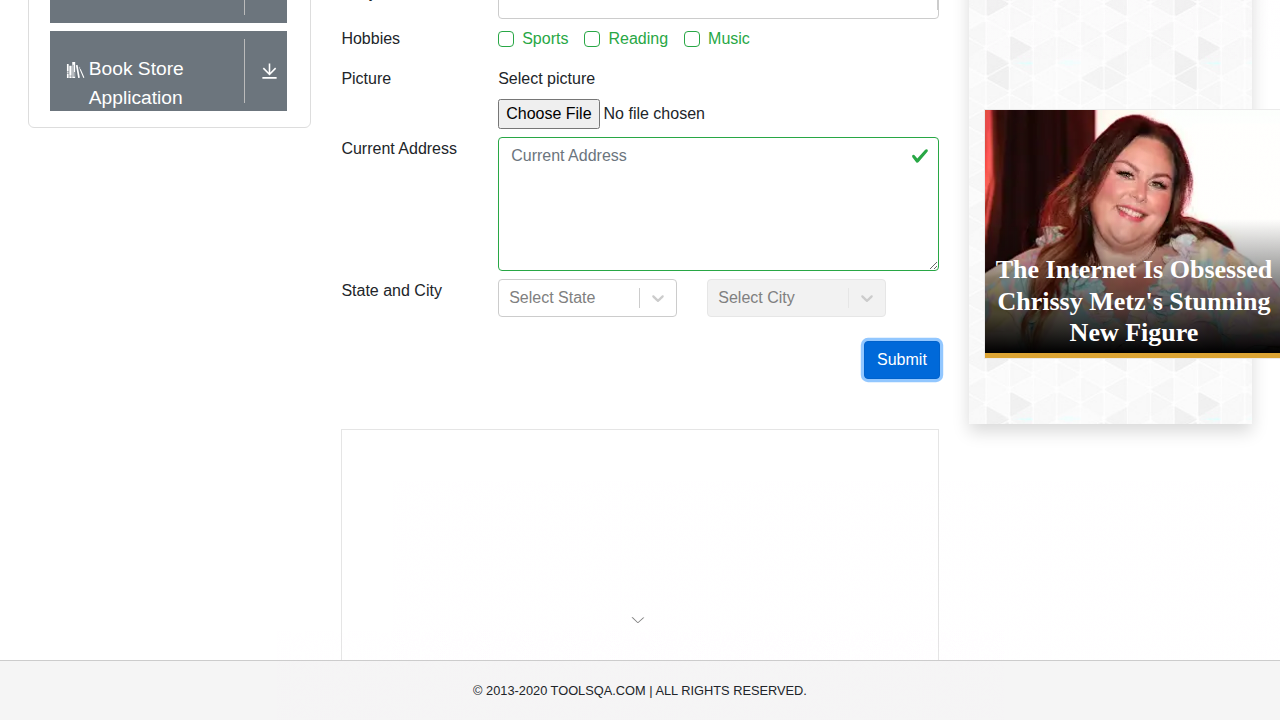 Hobbies
Sports Reading Music
Picture
Select picture
Choose File No file chosen
Current Address
Current Address
State and City
Select State
Select City
Submit
Book Store
Application
The Internet Is Obsessed
Chrissy Metz's Stunning
New Figure
© 2013-2020 TOOLSQA.COM | ALL RIGHTS RESERVED.